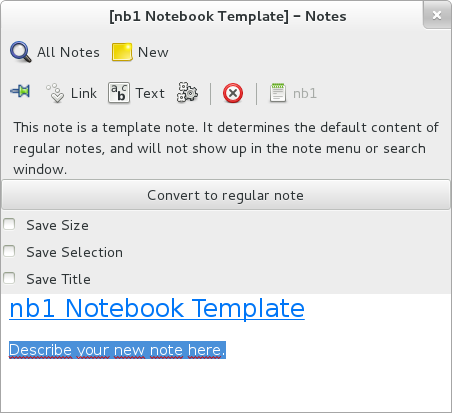 [nb1 Notebook Template] – Notes
All Notes New
Link abc Text nb1
This note is a template note. It determines the default content of
regular notes, and will not show up in the note menu or search
window.
Convert to regular note
Save Size
Save Selection
Save Title
nb1 Notebook Template
Describe your new note here.